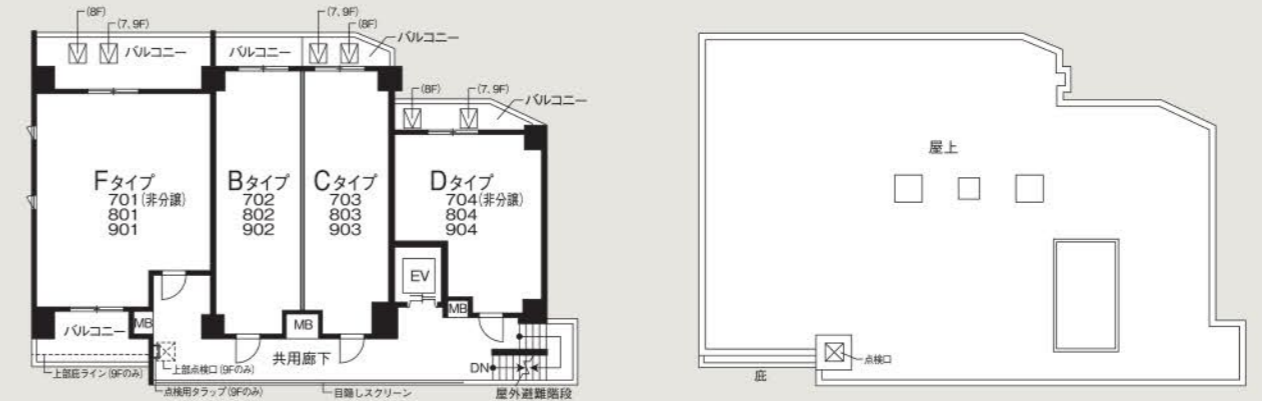 (8F)
(7、9F)
バルコニー
バルコニー
(7、9F)
(8F)
バルコニー
(8F)
(7、9F)
バルコニー
Fタイプ
701(非分譲)
801
901
Bタイプ
702
802
902
Cタイプ
703
803
903
Dタイプ
704(非分譲)
804
904
EV
MB
MB
MB
バルコニー
共用廊下
DN
上部庇ライン(9Fのみ)
上部点検口(9Fのみ)
点検用タラップ(9Fのみ)
目隠しスクリーン
屋外避難階段
屋上
点検口
庇